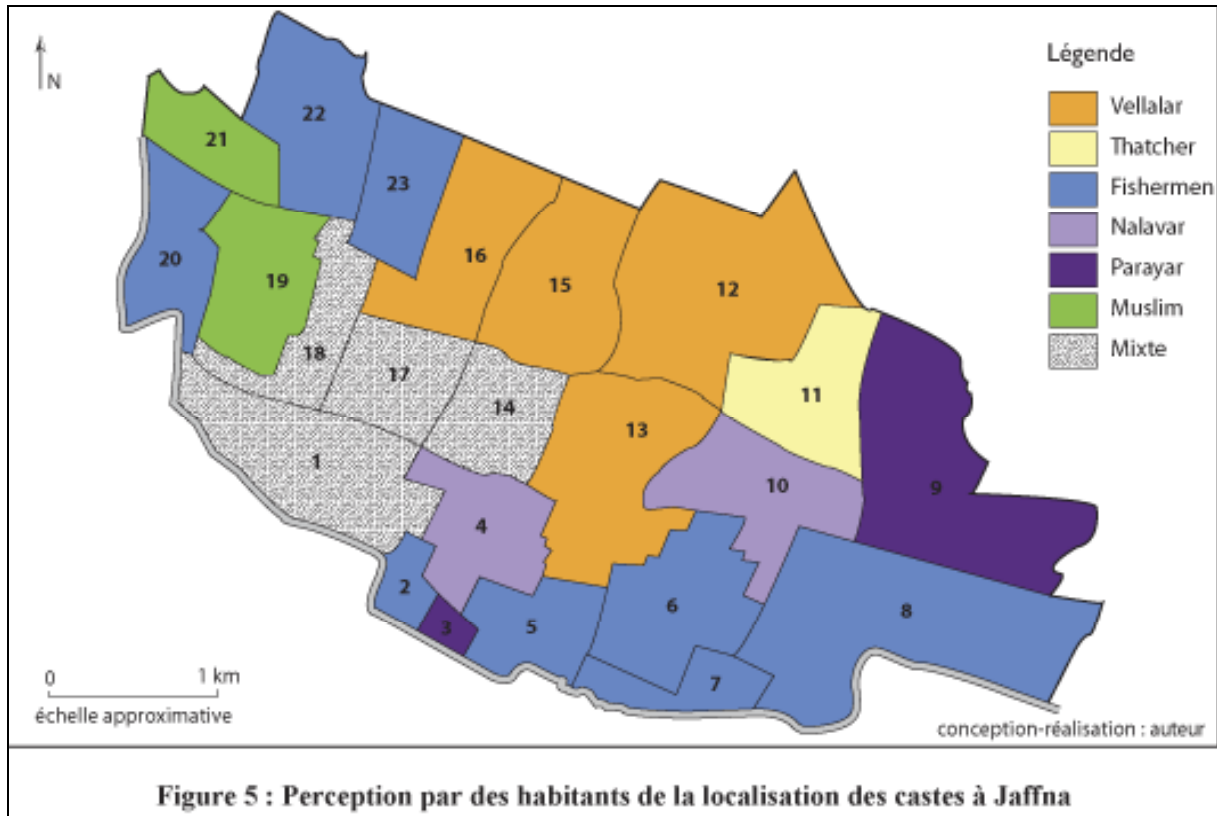 N
Légende
Vellalar
Thatcher
Fishermen
Nalavar
Parayar
Muslim
Mixte
22
21
23
20
19
16
15
12
18
17
14
11
13
1
10
9
4
2
3
5
6
8
7
0 1 km
échelle approximative
conception-réalisation : auteur
Figure 5 : Perception par des habitants de la localisation des castes à Jaffna